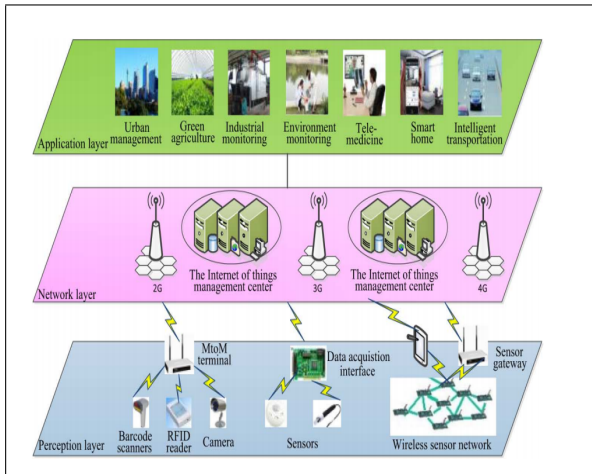 Urban management
Green agriculture
Industrial monitoring
Environment monitoring
Tele-medicine
Smart home
Intelligent transportation
Application layer
2G
The Internet of things
management center
3G
The Internet of things
management center
4G
Network layer
MtoM
terminal
Data acquistion
interface
Sensor
gateway
Barcode
scanners
RFID
reader
Camera
Sensors
Wireless sensor network
Perception layer